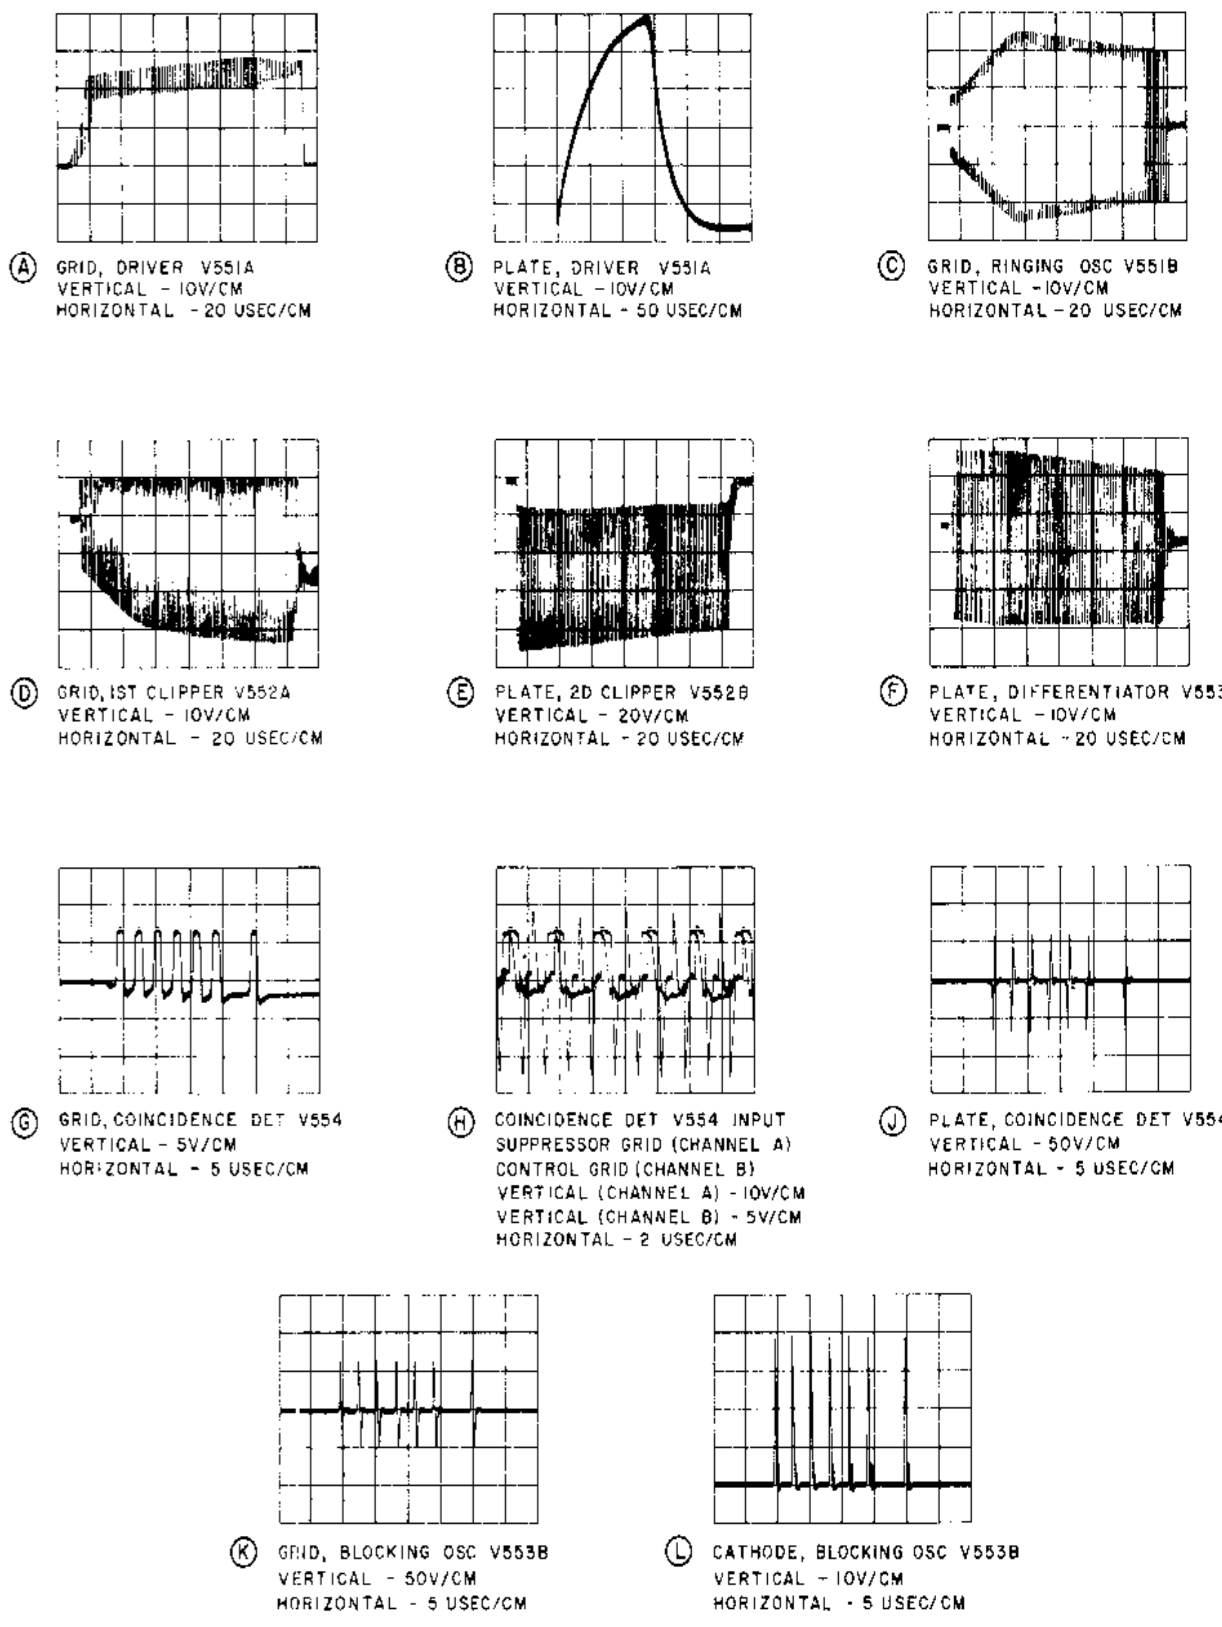 A GRID, DRIVER V551A
VERTICAL - 10V/CM
HORIZONTAL - 20 USEC/CM
B PLATE, DRIVER V551A
VERTICAL - 10V/CM
HORIZONTAL - 50 USEC/CM
C GRID, RINGING OSC V551B
VERTICAL - 10V/CM
HORIZONTAL - 20 USEC/CM
D GRID, 1ST CLIPPER V552A
VERTICAL - 10V/CM
HORIZONTAL - 20 USEC/CM
E PLATE, 2D CLIPPER V552B
VERTICAL - 20V/CM
HORIZONTAL - 20 USEC/CM
F PLATE, DIFFERENTIATOR V553
VERTICAL - 10V/CM
HORIZONTAL - 20 USEC/CM
G GRID, COINCIDENCE DET V554
VERTICAL - 5V/CM
HORIZONTAL - 5 USEC/CM
H COINCIDENCE DET V554 INPUT
SUPPRESSOR GRID (CHANNEL A)
CONTROL GRID (CHANNEL B)
VERTICAL (CHANNEL A) - 10V/CM
VERTICAL (CHANNEL B) - 5V/CM
HORIZONTAL - 2 USEC/CM
J PLATE, COINCIDENCE DET V554
VERTICAL - 50V/CM
HORIZONTAL - 5 USEC/CM
K GRID, BLOCKING OSC V553B
VERTICAL - 50V/CM
HORIZONTAL - 5 USEC/CM
L CATHODE, BLOCKING OSC V553B
VERTICAL - 10V/CM
HORIZONTAL - 5 USEC/CM